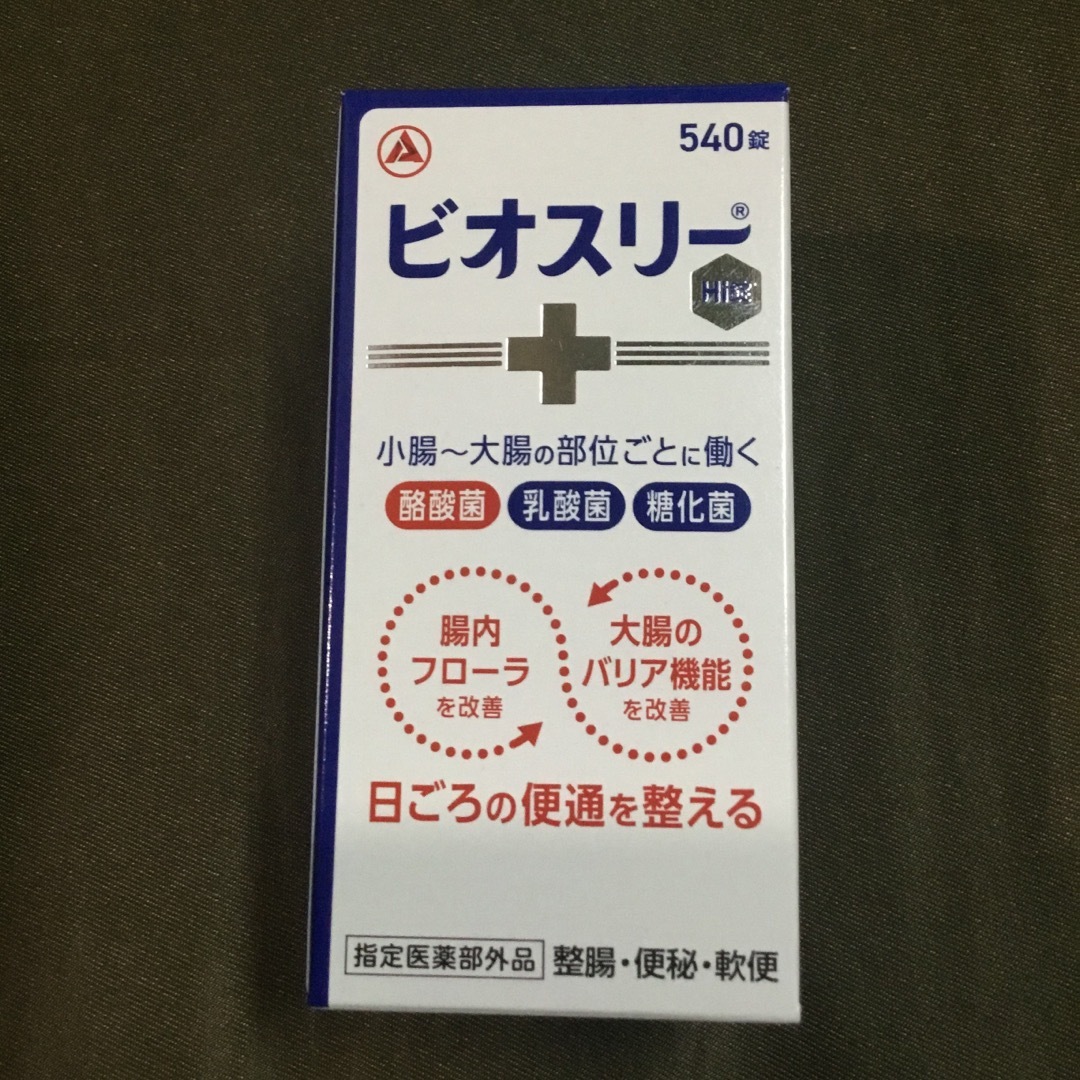 540錠
ビオスリー®
Hi錠
小腸〜大腸の部位ごとに働く
酪酸菌 乳酸菌 糖化菌
腸内
フローラ
を改善
大腸の
バリア機能
を改善
日ごろの便通を整える
指定医薬部外品 整腸・便秘・軟便